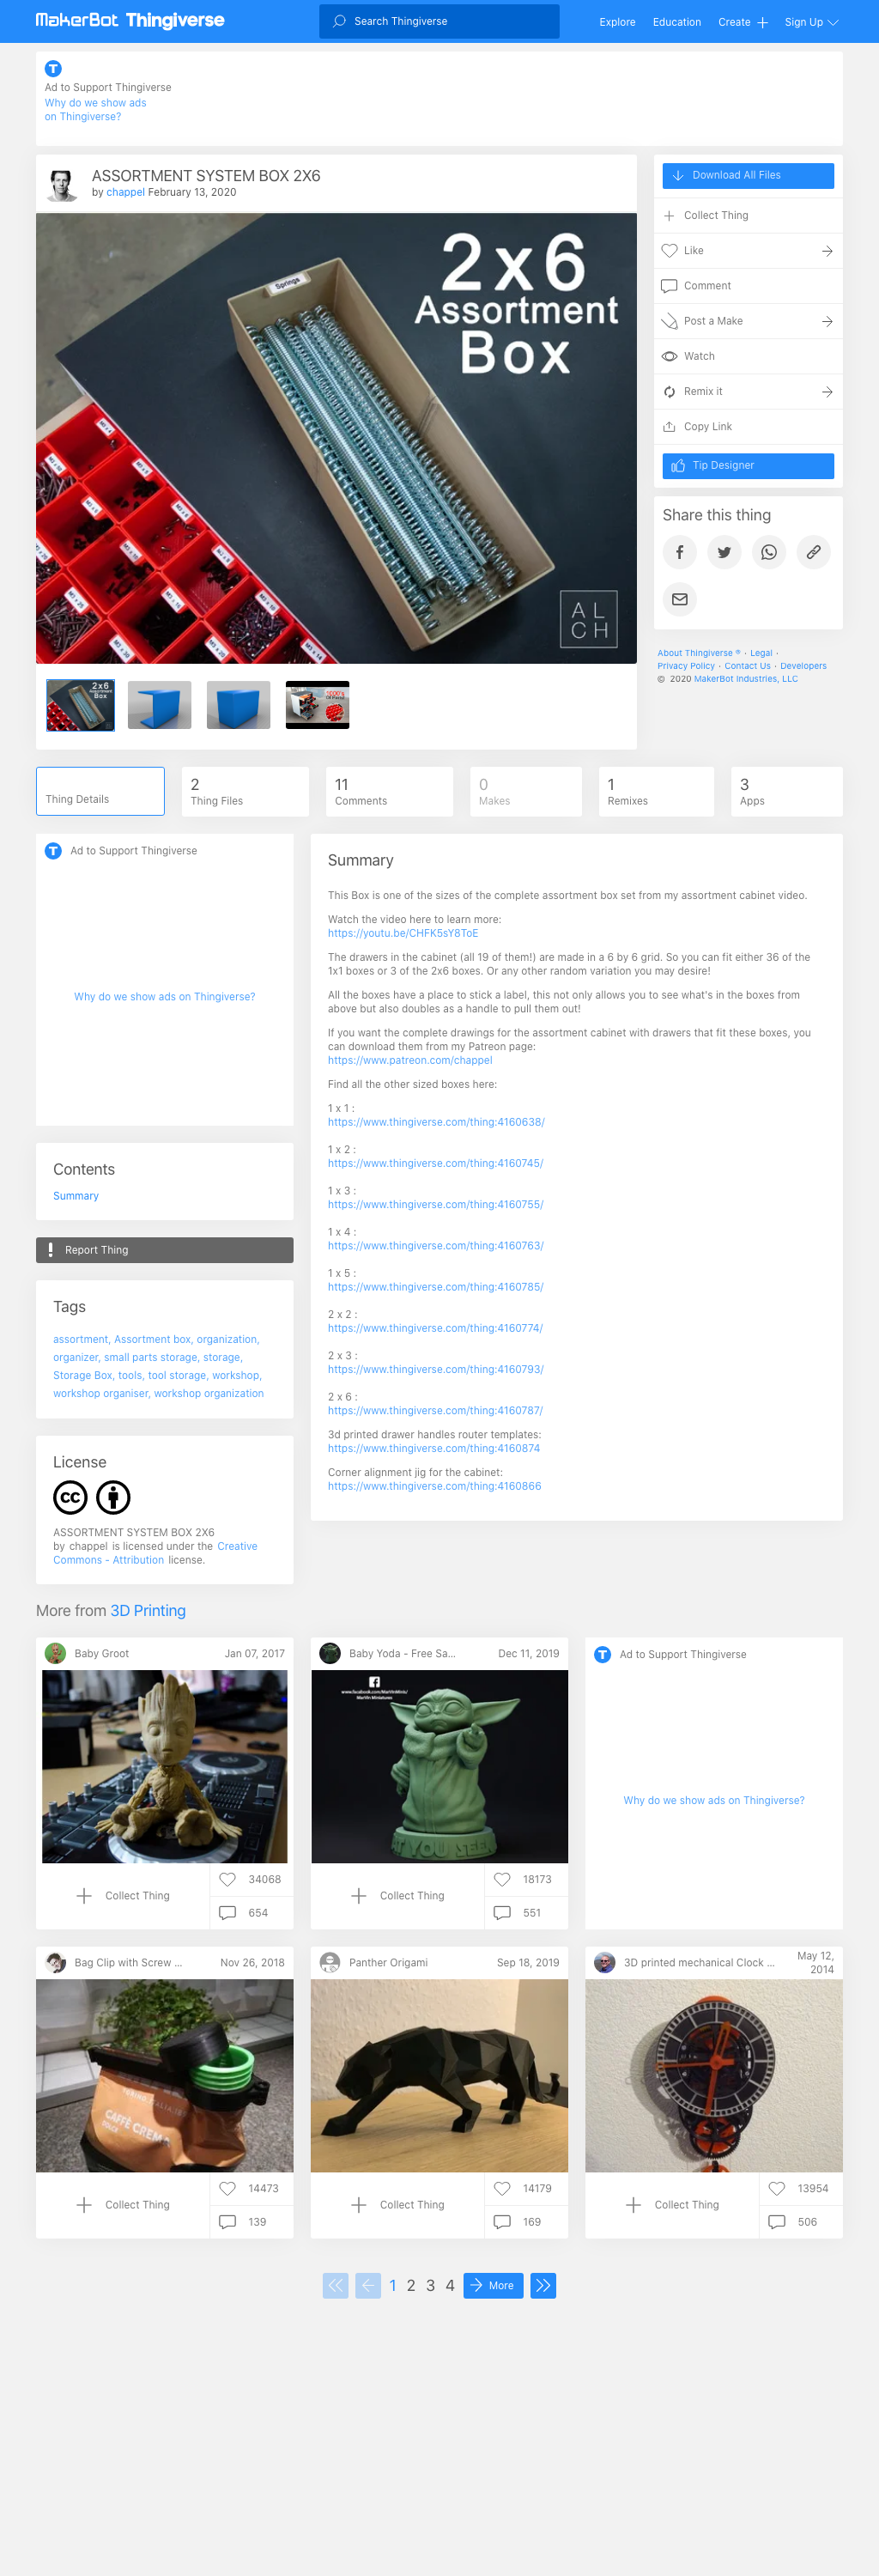 MakerBot Thingiverse
Search Thingiverse
Explore
Education
Create
Sign Up
Ad to Support Thingiverse
Why do we show ads
on Thingiverse?
ASSORTMENT SYSTEM BOX 2X6
by chappel February 13, 2020
Springs
2x6
Assortment
Box
ALCH
Download All Files
Collect Thing
Like
Comment
Post a Make
Watch
Remix it
Copy Link
Tip Designer
Share this thing
About Thingiverse ® · Legal ·
Privacy Policy · Contact Us · Developers
© 2020 MakerBot Industries, LLC
2x6
Assortment
Box
Thing Details
2
Thing Files
11
Comments
0
Makes
1
Remixes
3
Apps
Ad to Support Thingiverse
Why do we show ads on Thingiverse?
Contents
Summary
Report Thing
Tags
assortment, Assortment box, organization,
organizer, small parts storage, storage,
Storage Box, tools, tool storage, workshop,
workshop organiser, workshop organization
License
ASSORTMENT SYSTEM BOX 2X6
by chappel is licensed under the Creative
Commons - Attribution license.
Summary
This Box is one of the sizes of the complete assortment box set from my assortment cabinet video.
Watch the video here to learn more:
https://youtu.be/CHFK5sY8ToE
The drawers in the cabinet (all 19 of them!) are made in a 6 by 6 grid. So you can fit either 36 of the
1x1 boxes or 3 of the 2x6 boxes. Or any other random variation you may desire!
All the boxes have a place to stick a label, this not only allows you to see what's in the boxes from
above but also doubles as a handle to pull them out!
If you want the complete drawings for the assortment cabinet with drawers that fit these boxes, you
can download them from my Patreon page:
https://www.patreon.com/chappel
Find all the other sized boxes here:
1 x 1 :
https://www.thingiverse.com/thing:4160638/
1 x 2 :
https://www.thingiverse.com/thing:4160745/
1 x 3 :
https://www.thingiverse.com/thing:4160755/
1 x 4 :
https://www.thingiverse.com/thing:4160763/
1 x 5 :
https://www.thingiverse.com/thing:4160785/
2 x 2 :
https://www.thingiverse.com/thing:4160774/
2 x 3 :
https://www.thingiverse.com/thing:4160793/
2 x 6 :
https://www.thingiverse.com/thing:4160787/
3d printed drawer handles router templates:
https://www.thingiverse.com/thing:4160874
Corner alignment jig for the cabinet:
https://www.thingiverse.com/thing:4160866
More from 3D Printing
Baby Groot
Jan 07, 2017
Collect Thing
34068
654
Baby Yoda - Free Sa...
Dec 11, 2019
www.facebook.com/MartinMinis/
Martin Miniatures
Collect Thing
18173
551
Ad to Support Thingiverse
Why do we show ads on Thingiverse?
Bag Clip with Screw ...
Nov 26, 2018
CAFFÈ CREMA
DOLCE
Collect Thing
14473
139
Panther Origami
Sep 18, 2019
Collect Thing
14179
169
3D printed mechanical Clock ...
May 12,
2014
Collect Thing
13954
506
1 2 3 4
More